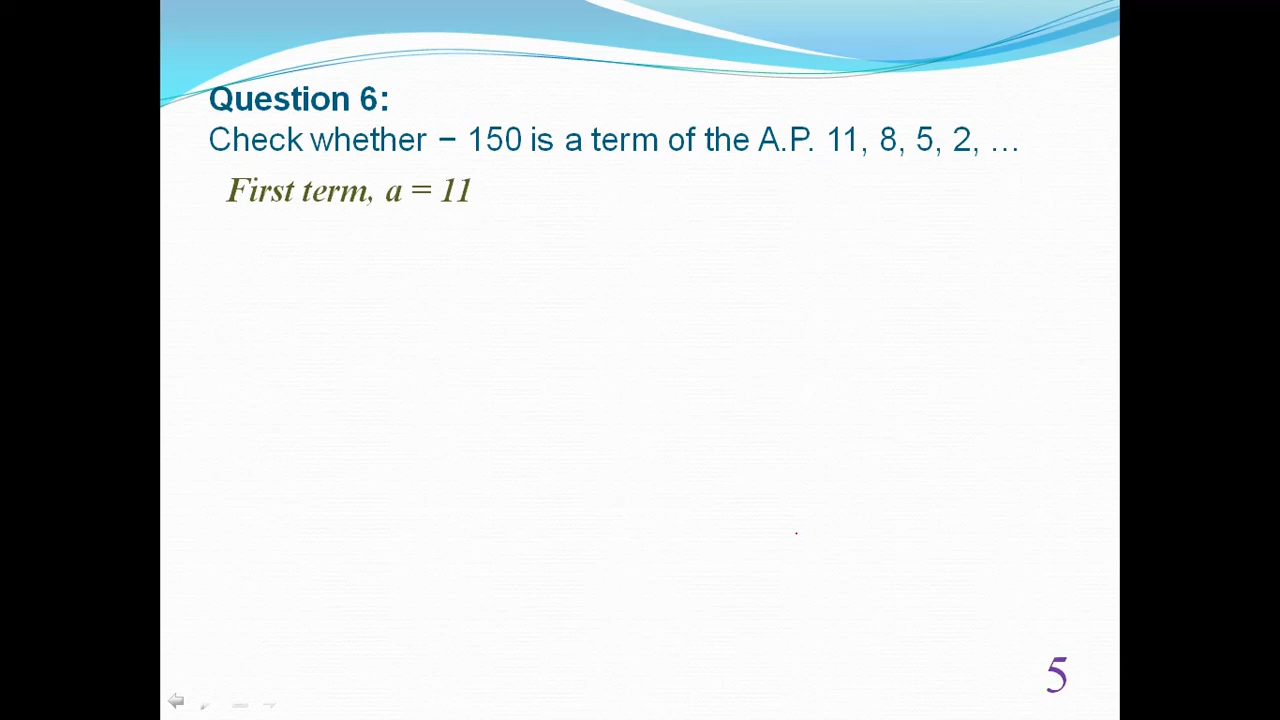 Question 6:
Check whether − 150 is a term of the A.P. 11, 8, 5, 2, …
First term, a = 11
5